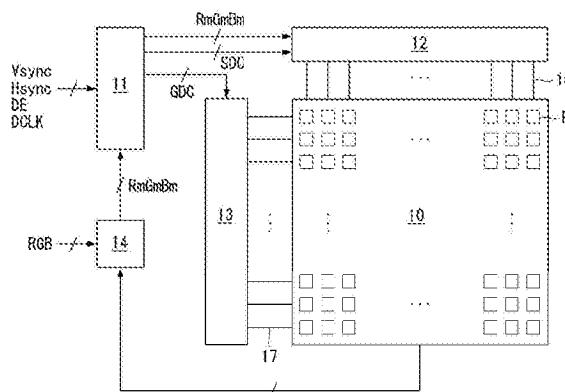 RmGmBm
SDC
12
Vsync
Hsync
DE
DCLK
11
GDC
RmGmBm
13
10
RGB
14
17